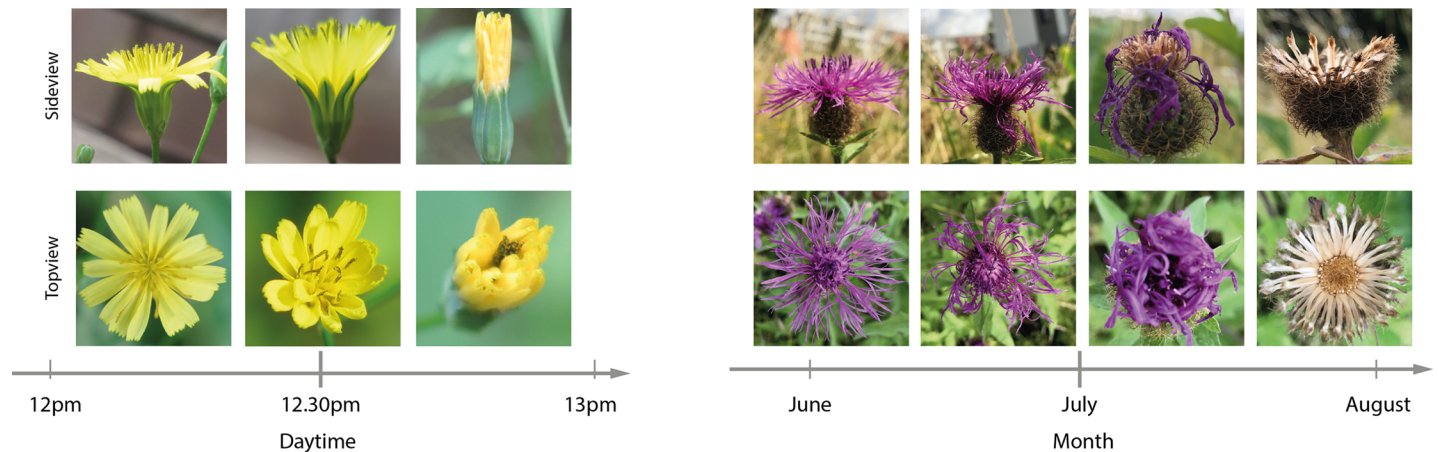 Sideview
Topview
12pm
12.30pm
13pm
Daytime
June
July
August
Month